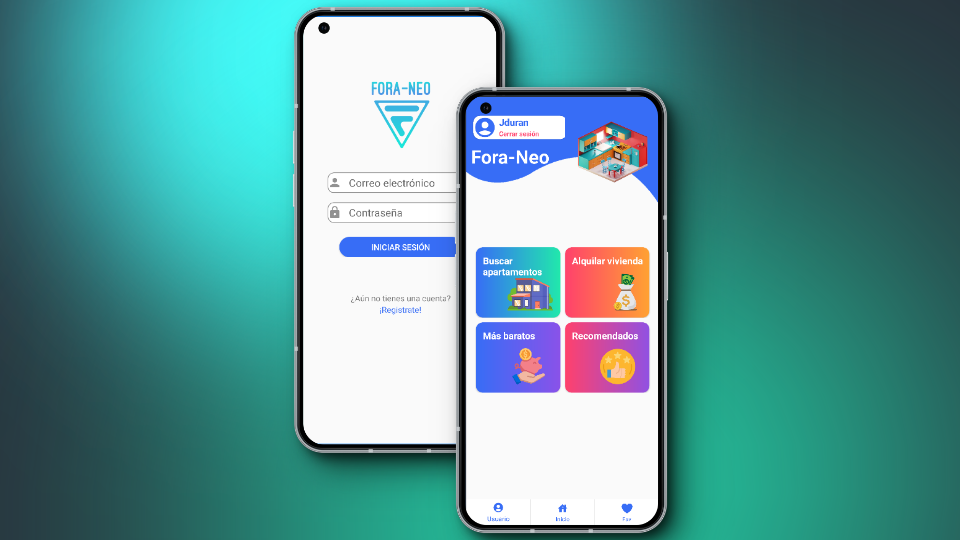 FORA-NEO
Correo electrónico
Contraseña
INICIAR SESIÓN
¿Aún no tienes una cuenta?
¡Registrate!
Jduran
Cerrar sesión
Fora-Neo
Buscar
apartamentos
Alquilar vivienda
Más baratos
Recomendados
Usuario
Inicio
Fav